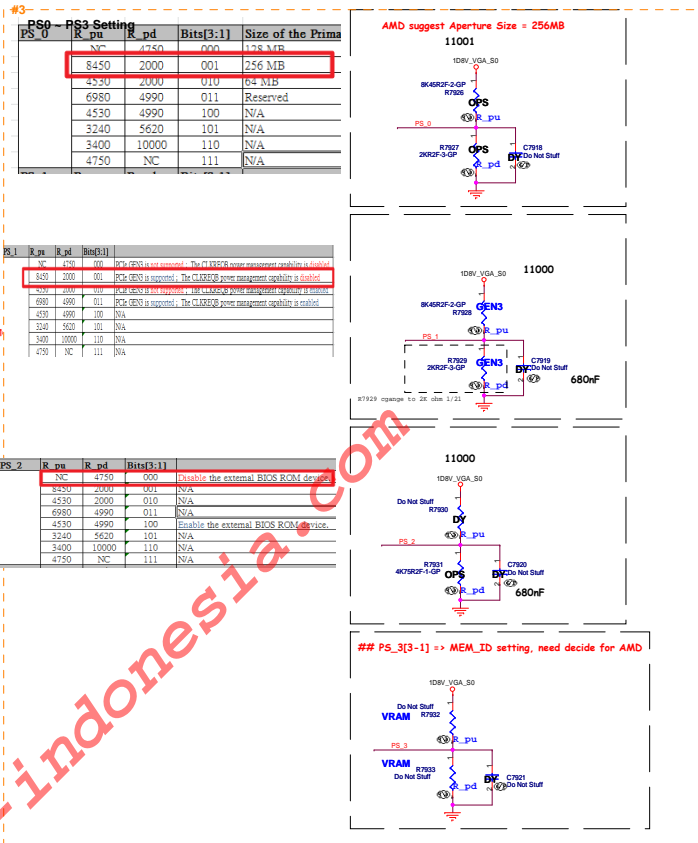 #3
PS0 ~ PS3 Setting
PS_0 R_pu R_pd Bits[3:1] Size of the Prima
NC 4750 000 128 MB
8450 2000 001 256 MB
4530 2000 010 64 MB
6980 4990 011 Reserved
4530 4990 100 N/A
3240 5620 101 N/A
3400 10000 110 N/A
4750 NC 111 N/A
AMD suggest Aperture Size = 256MB
11001
1D8V_VGA_S0
8K45R2F-2-GP
R7926
OPS
R_pu
PS_0
R7927
2KR2F-3-GP
OPS
R_pd
1
2
DY
C7918
Do Not Stuff
PS_1 R_pu R_pd Bits[3:1]
NC 4750 000 PCIe GEN3 is not supported ; The CLKREQB power management capability is disabled
8450 2000 001 PCIe GEN3 is supported ; The CLKREQB power management capability is disabled
4530 2000 010 PCIe GEN3 is not supported ; The CLKREQB power management capability is enabled
6980 4990 011 PCIe GEN3 is supported ; The CLKREQB power management capability is enabled
4530 4990 100 N/A
3240 5620 101 N/A
3400 10000 110 N/A
4750 NC 111 N/A
11000
1D8V_VGA_S0
8K45R2F-2-GP
R7928
GEN3
R_pu
PS_1
R7929
2KR2F-3-GP
GEN3
R_pd
1
2
DY
C7919
Do Not Stuff
680nF
R7929 cgange to 2K ohm 1/21
PS_2 R_pu R_pd Bits[3:1]
NC 4750 000 Disable the external BIOS ROM device.
8450 2000 001 N/A
4530 2000 010 N/A
6980 4990 011 N/A
4530 4990 100 Enable the external BIOS ROM device.
3240 5620 101 N/A
3400 10000 110 N/A
4750 NC 111 N/A
11000
1D8V_VGA_S0
Do Not Stuff
R7930
DY
R_pu
PS_2
R7931
4K75R2F-1-GP
OPS
R_pd
1
2
DY
C7920
Do Not Stuff
680nF
## PS_3[3-1] => MEM_ID setting, need decide for AMD
1D8V_VGA_S0
Do Not Stuff
VRAM R7932
R_pu
PS_3
VRAM
R7933
Do Not Stuff
R_pd
1
2
DY
C7921
Do Not Stuff
-indonesia.com